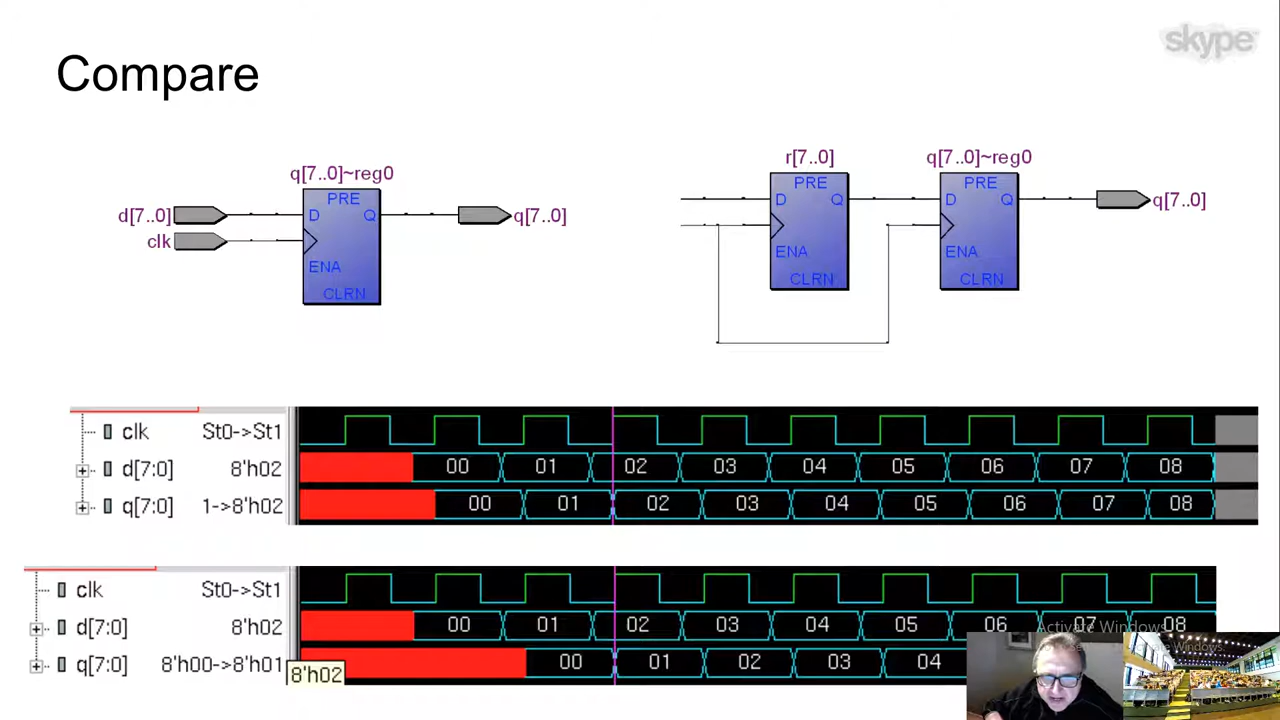 skype
Compare
q[7..0]~reg0
PRE
d[7..0]
D
Q
q[7..0]
clk
ENA
CLRN
r[7..0]
q[7..0]~reg0
PRE
PRE
D
Q
D
Q
q[7..0]
ENA
ENA
CLRN
CLRN
clk St0->St1
d[7:0] 8'h02 00 01 02 03 04 05 06 07 08
q[7:0] 1->8'h02 00 01 02 03 04 05 06 07 08
clk St0->St1
d[7:0] 8'h02 00 01 02 03 04 05 06 07 08
Activate Windows
q[7:0] 8'h00->8'h01 00 01 02 03 04
8'h02